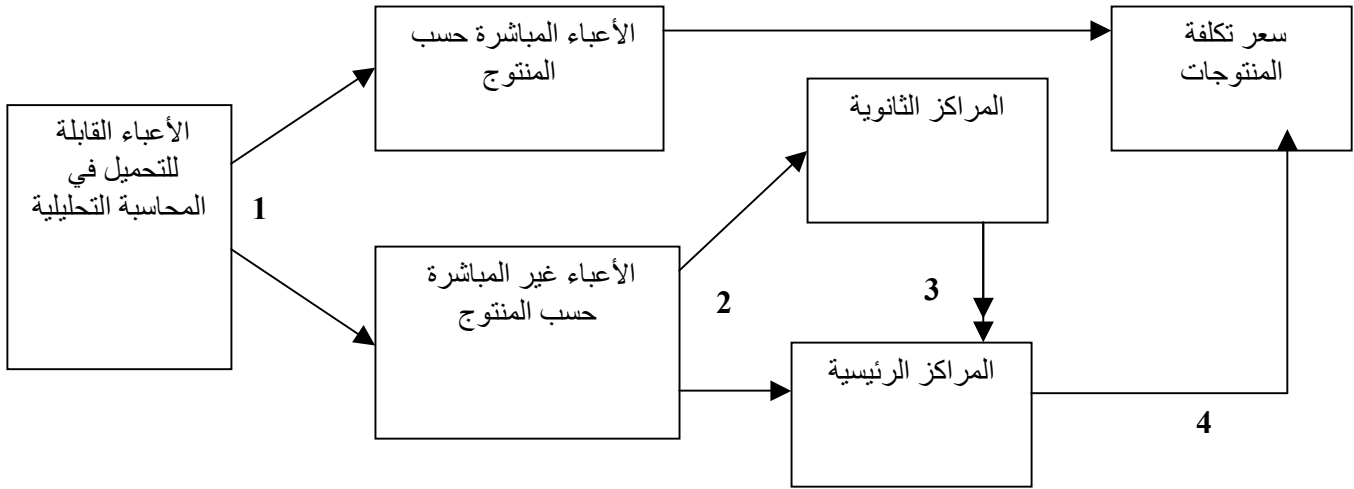 الأعباء القابلة
للتحميل في
المحاسبة التحليلية
1
الأعباء المباشرة حسب
المنتوج
الأعباء غير المباشرة
حسب المنتوج
2
المراكز الثانوية
3
المراكز الرئيسية
4
سعر تكلفة
المنتوجات